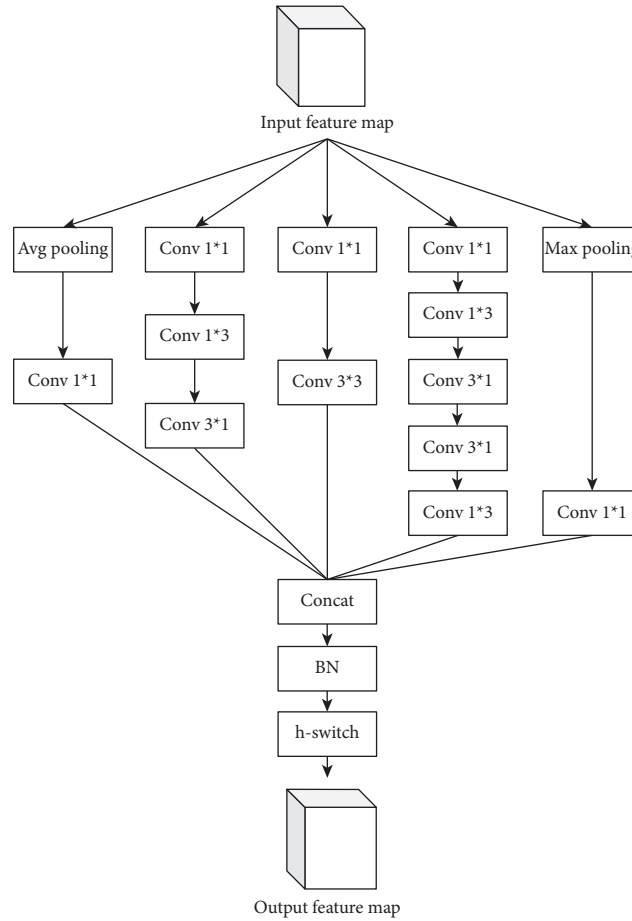 Input feature map
Avg pooling
Conv 1*1
Conv 1*1
Conv 1*1
Max pooling
Conv 1*3
Conv 1*3
Conv 1*1
Conv 3*3
Conv 3*1
Conv 3*1
Conv 3*1
Conv 1*3
Conv 1*1
Concat
BN
h-switch
Output feature map